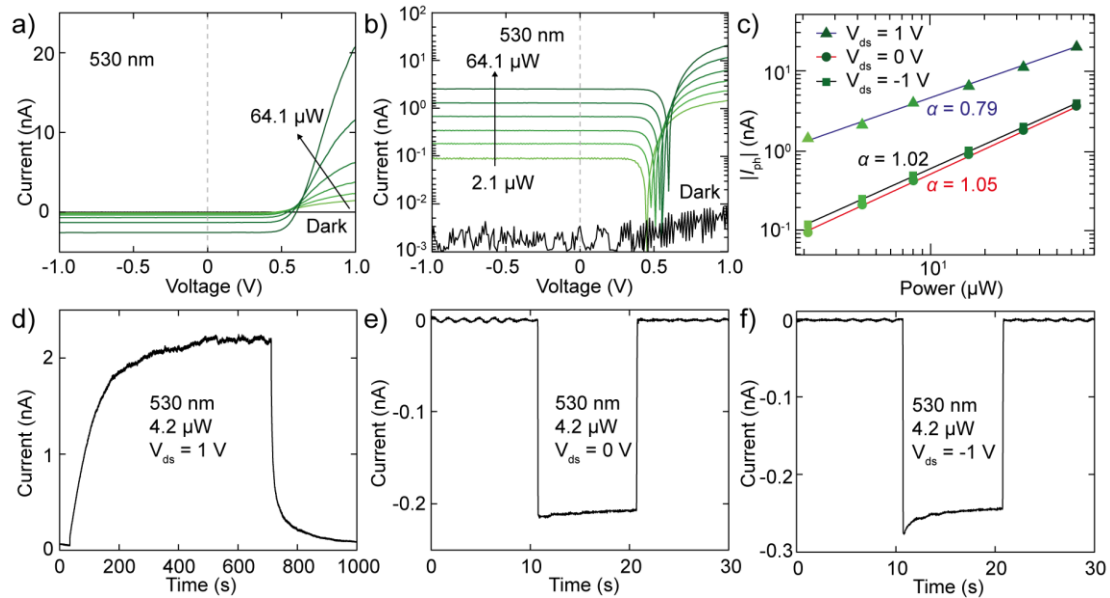 a)
20
10
0
530 nm
64.1 µW
Dark
Current (nA)
-1.0
-0.5
0
0.5
1.0
Voltage (V)
b)
10²
10¹
10⁰
10⁻¹
10⁻²
10⁻³
530 nm
64.1 µW
2.1 µW
Dark
Current (nA)
-1.0
-0.5
0
0.5
1.0
Voltage (V)
c)
V_ds = 1 V
V_ds = 0 V
V_ds = -1 V
10¹
10⁰
10⁻¹
|I_ph| (nA)
α = 0.79
α = 1.02
α = 1.05
10¹
Power (µW)
d)
2
1
0
Current (nA)
530 nm
4.2 µW
V_ds = 1 V
0
200
400
600
800
1000
Time (s)
e)
0
-0.1
-0.2
Current (nA)
530 nm
4.2 µW
V_ds = 0 V
0
10
20
30
Time (s)
f)
0
-0.1
-0.2
-0.3
Current (nA)
530 nm
4.2 µW
V_ds = -1 V
0
10
20
30
Time (s)